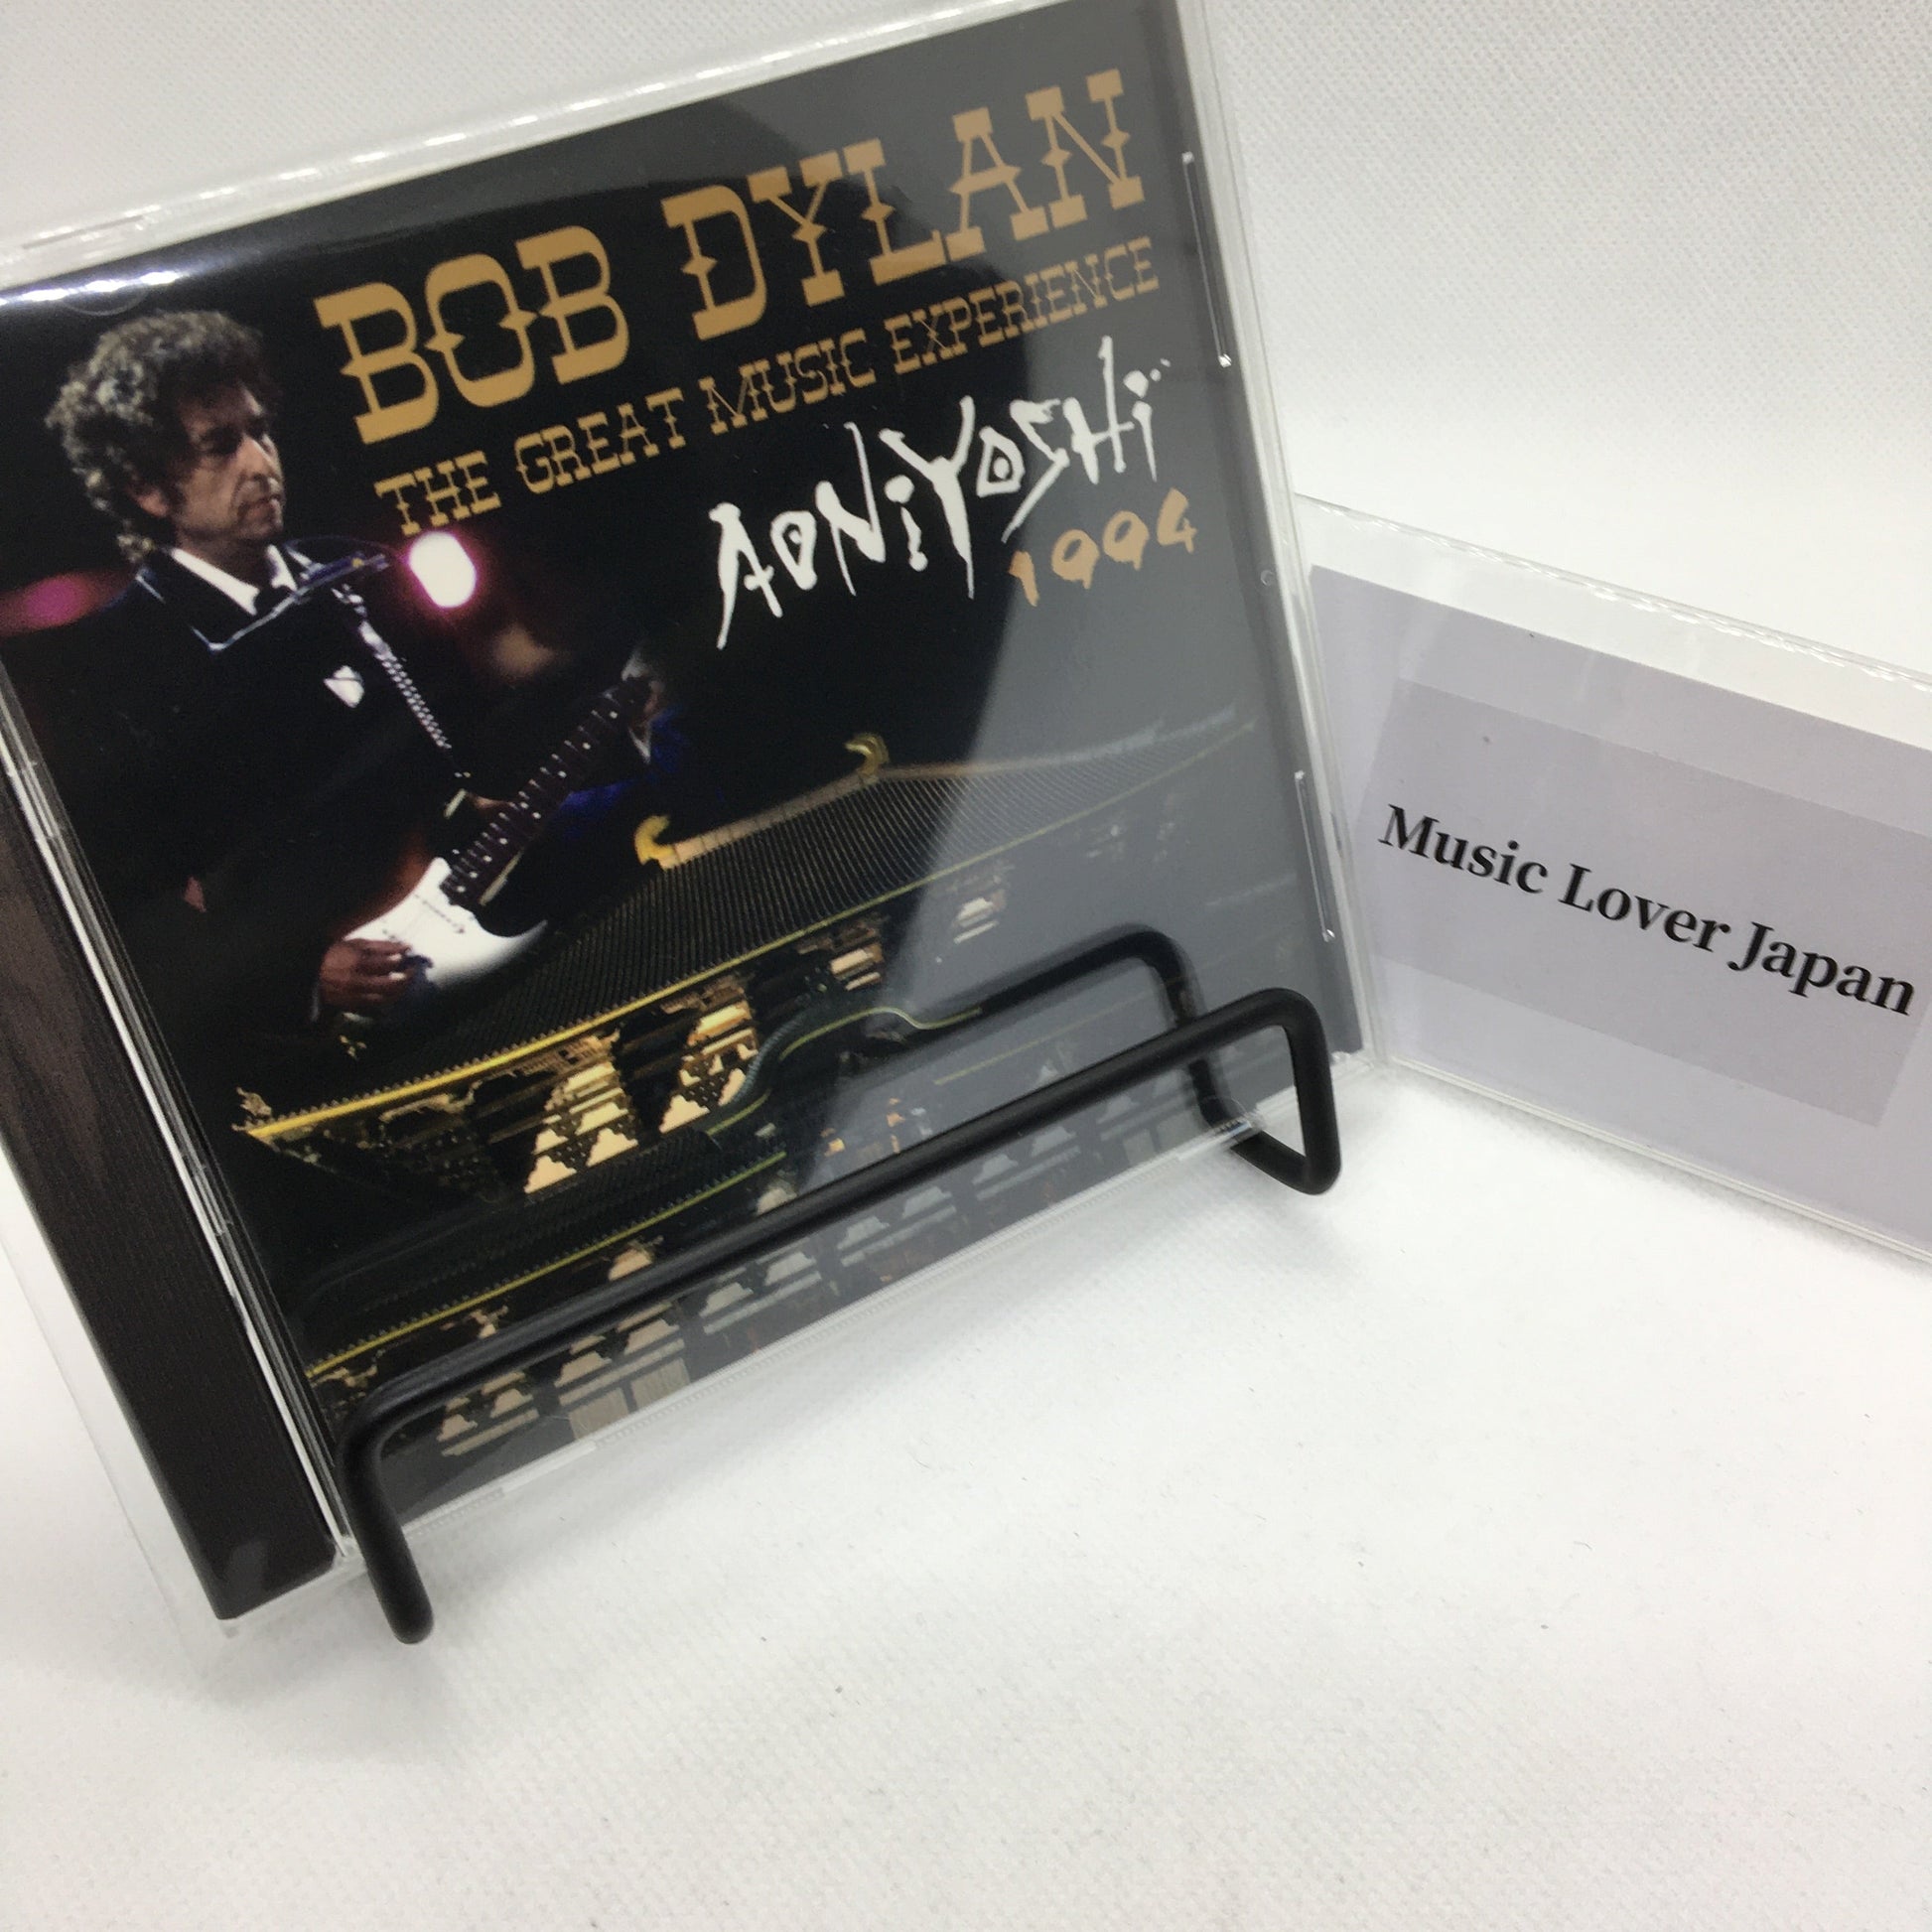 BOB DYLAN
THE GREAT MUSIC EXPERIENCE
AONIYOSHI
1994
Music Lover Japan